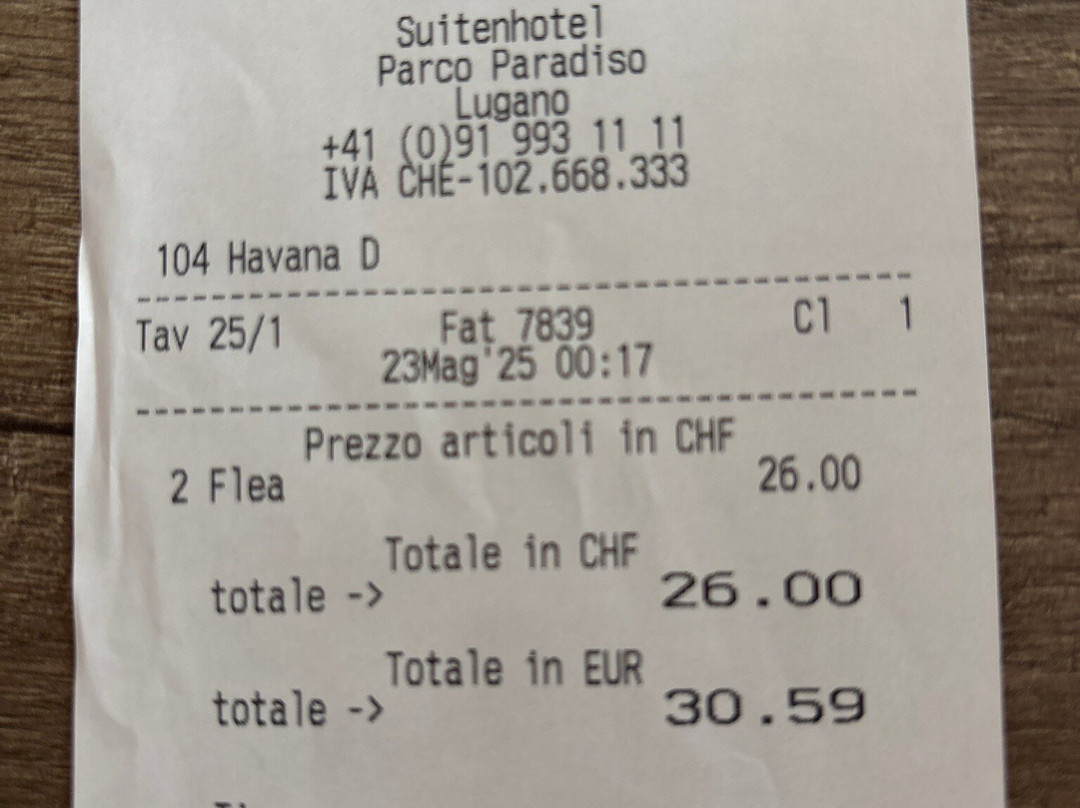 Suitenhotel
Parco Paradiso
Lugano
+41 (0)91 993 11 11
IVA CHE-102.668.333
104 Havana D
--------------------------------------
Tav 25/1 Fat 7839 Cl 1
23Mag'25 00:17
--------------------------------------
Prezzo articoli in CHF
2 Flea 26.00
Totale in CHF
totale -> 26.00
Totale in EUR
totale -> 30.59